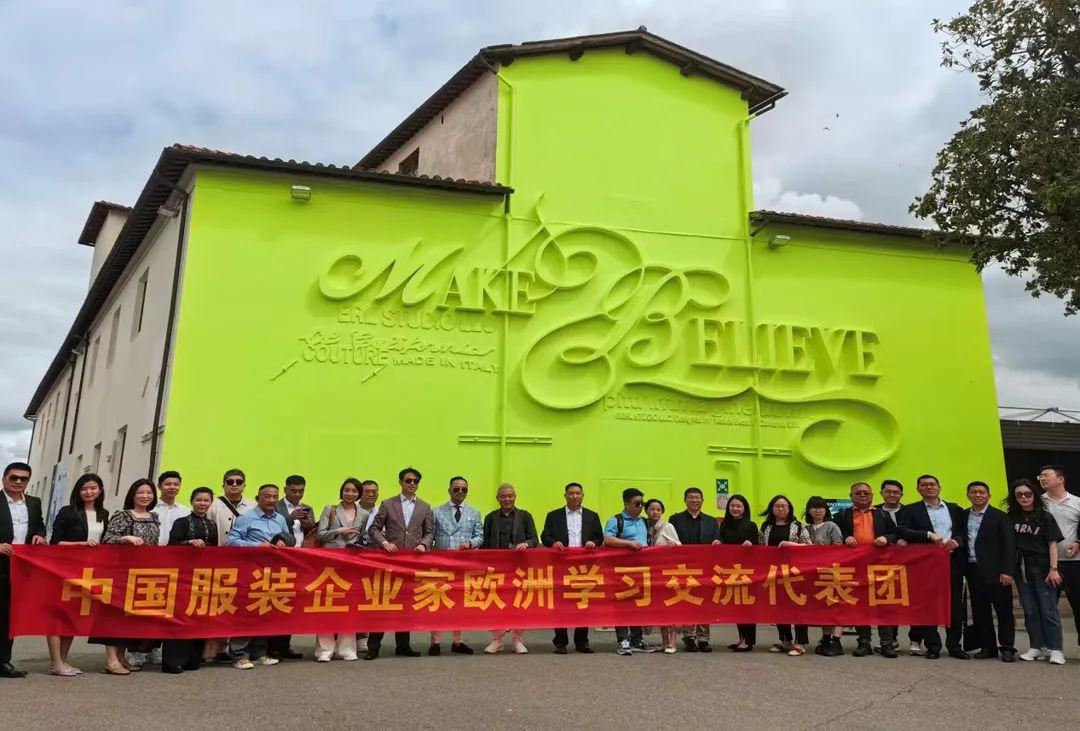 MAKE
BELIEVE
ERL STUDIO LLC
COUTURE MADE IN ITALY
中国服装企业家欧洲学习交流代表团